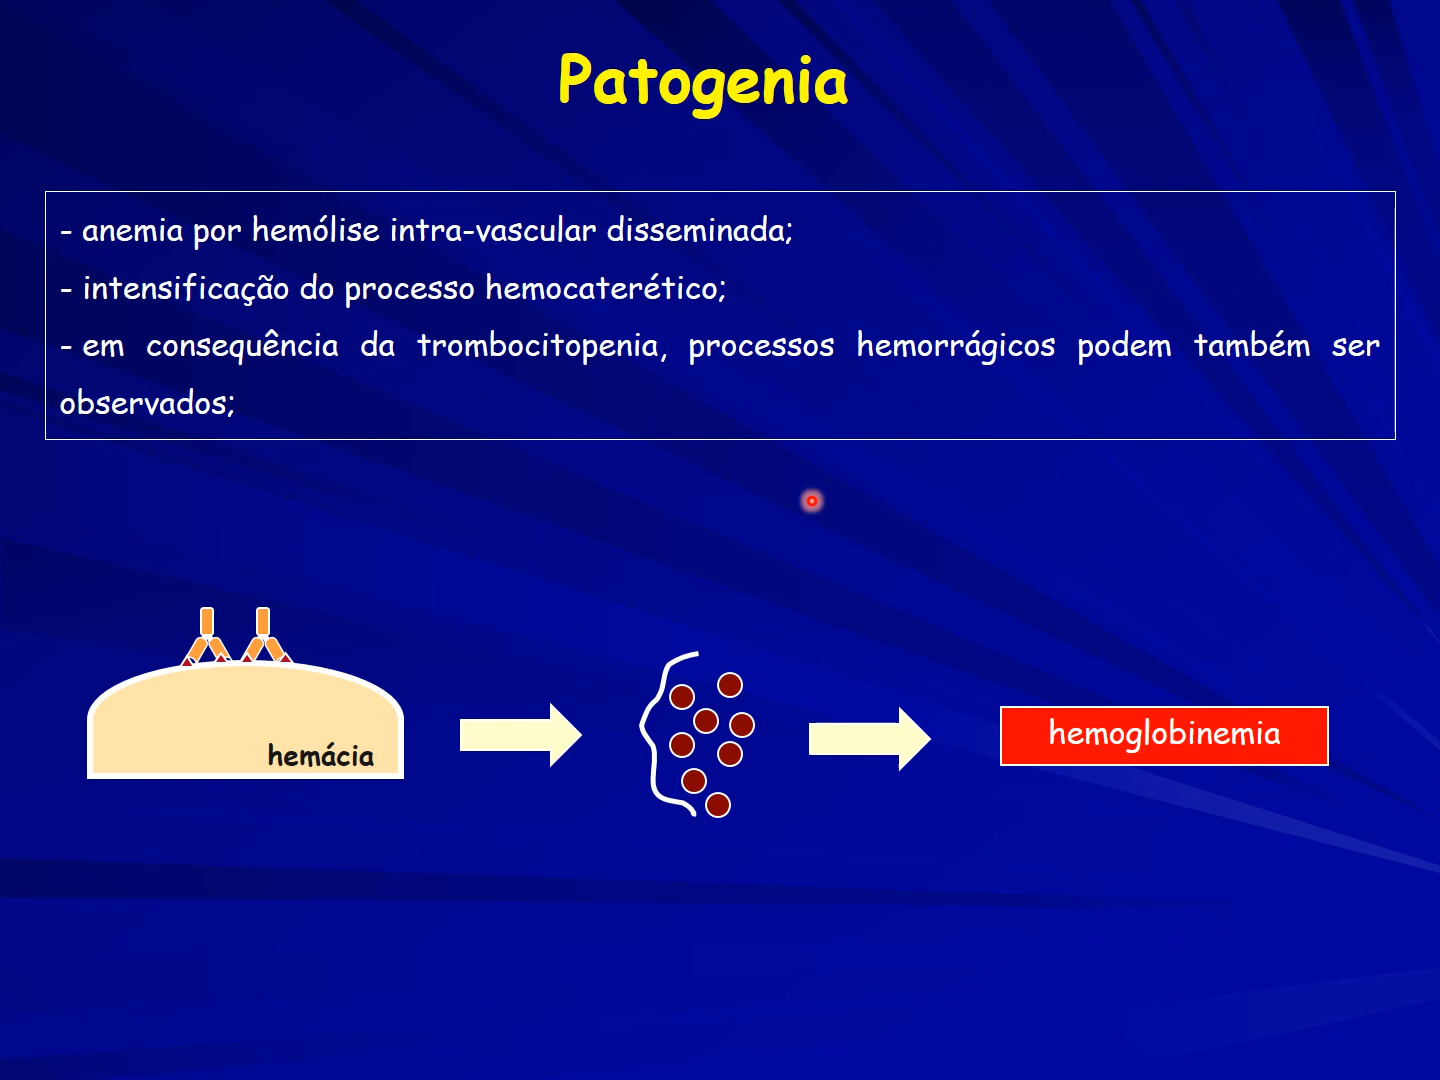 Patogenia
- anemia por hemólise intra-vascular disseminada;
- intensificação do processo hemocaterético;
- em consequência da trombocitopenia, processos hemorrágicos podem também ser
observados;
hemácia
hemoglobinemia